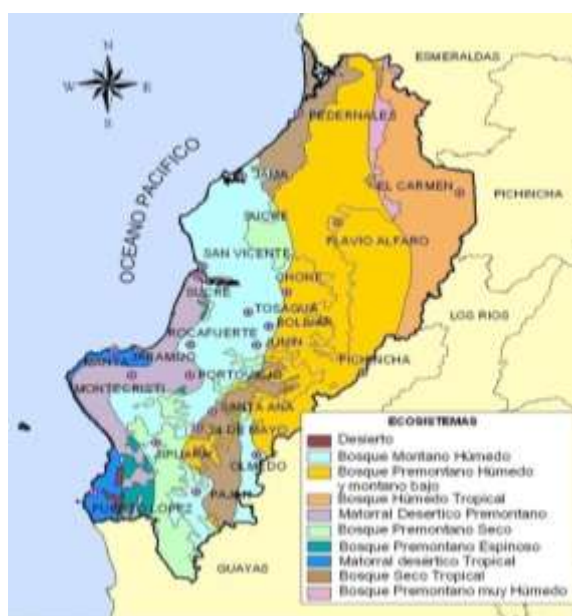 N
W E
S
ESMERALDAS
PEDERNALES
OCEANO PACIFICO
JAMA
EL CARMEN
PICHINCHA
SUCRE
FLAVIO ALFARO
SAN VICENTE
CHONE
SUCRE
LOS RIOS
TOSAGUA
BOLIVAR
ROCAFUERTE
JUNIN
JARAMIJO
MANTA
PICHINCHA
MONTECRISTI
PORTOVIEJO
SANTA ANA
24 DE MAYO
JIPIJAPA
OLMEDO
PAJAN
PUERTO LOPEZ
GUAYAS
ECOSISTEMAS
Desierto
Bosque Montano Húmedo
Bosque Premontano Húmedo
y montano bajo
Bosque Húmedo Tropical
Matorral Desertico Premontano
Bosque Premontano Seco
Bosque Premontano Espinoso
Matorral desértico Tropical
Bosque Seco Tropical
Bosque Premontano muy Húmedo